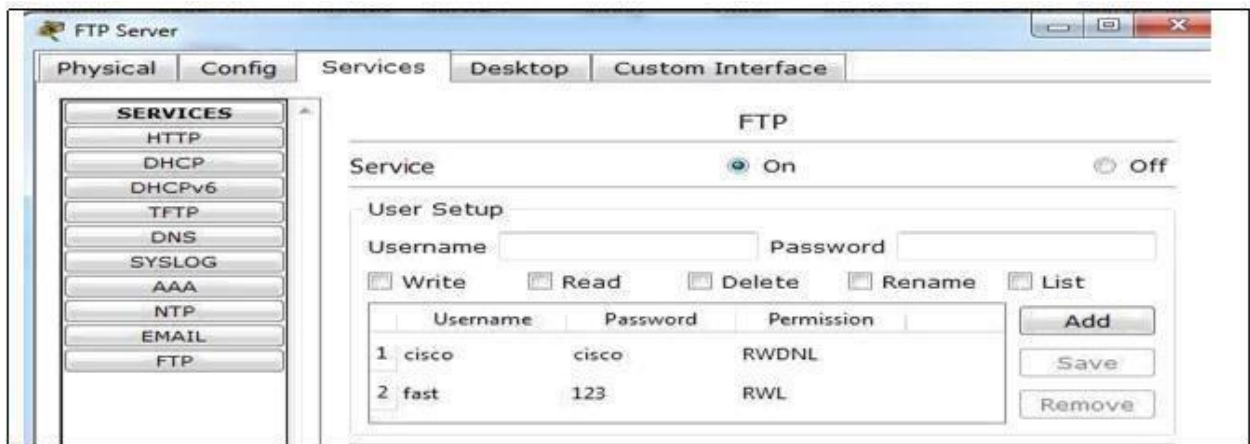 FTP Server
Physical Config Services Desktop Custom Interface
SERVICES
HTTP
DHCP
DHCPv6
TFTP
DNS
SYSLOG
AAA
NTP
EMAIL
FTP
FTP
Service On Off
User Setup
Username Password
Write Read Delete Rename List
Username Password Permission
1 cisco cisco RWDNL
2 fast 123 RWL
Add
Save
Remove